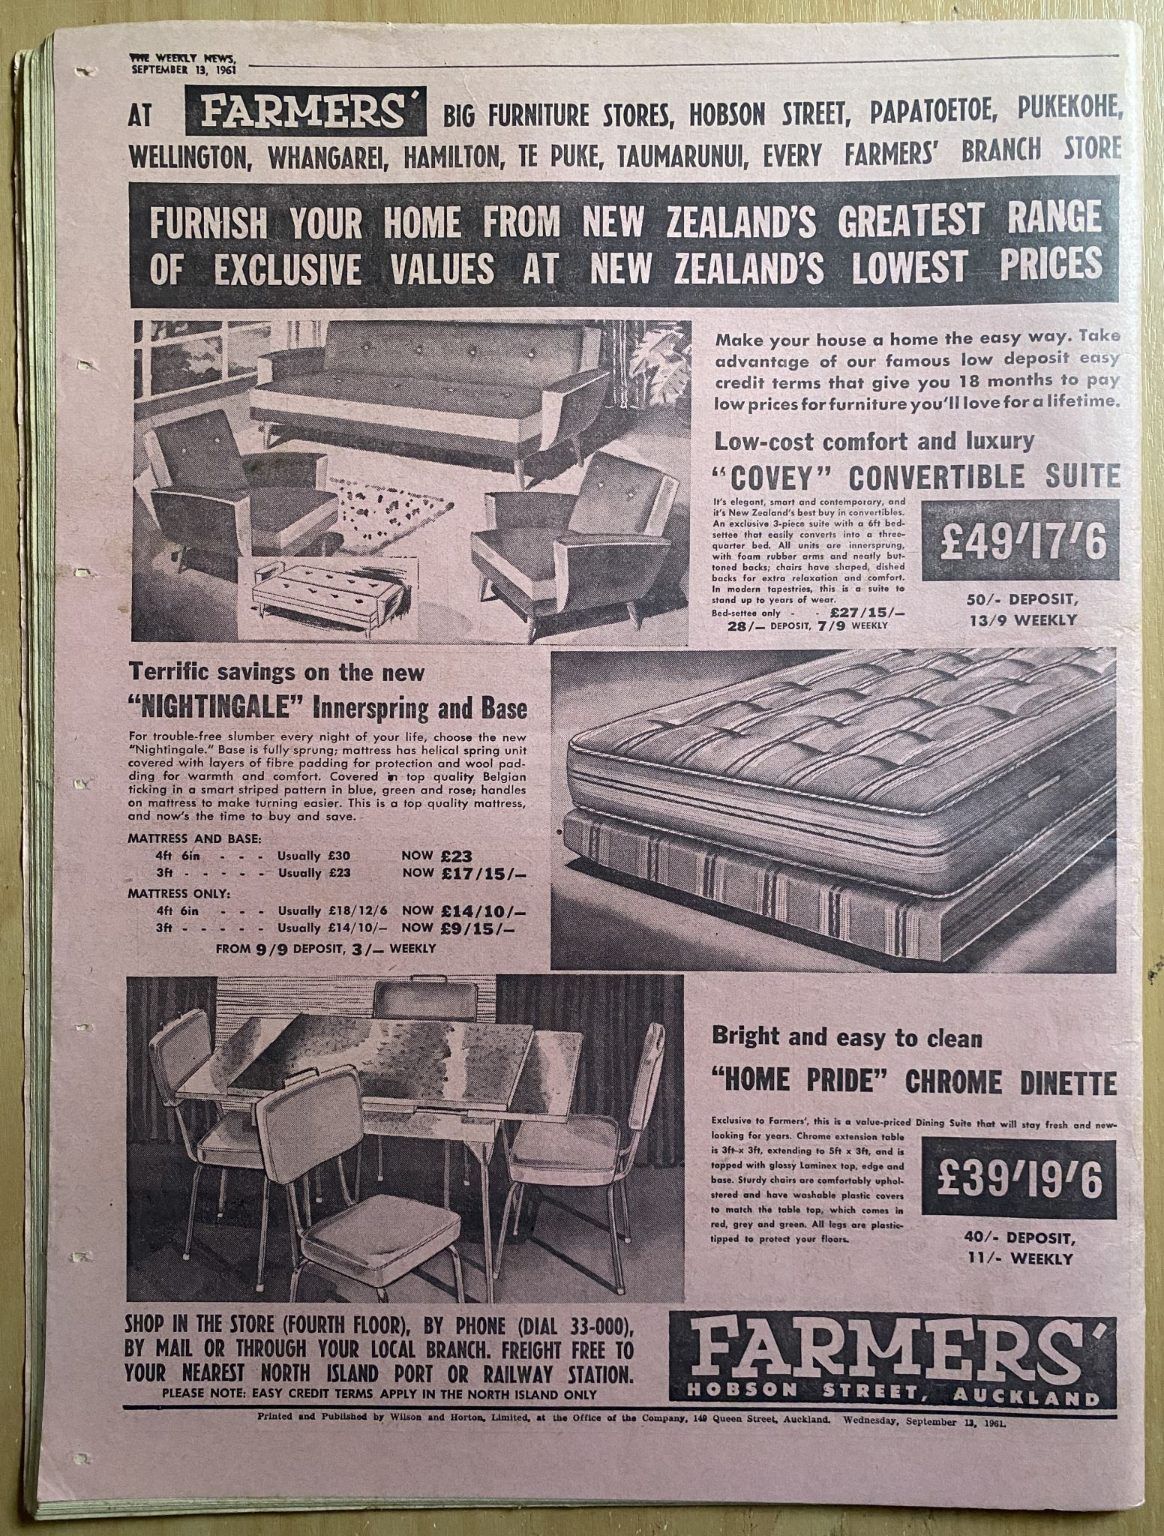 THE WEEKLY NEWS,
SEPTEMBER 13, 1961
AT FARMERS' BIG FURNITURE STORES, HOBSON STREET, PAPATOETOE, PUKEKOHE,
WELLINGTON, WHANGAREI, HAMILTON, TE PUKE, TAUMARUNUI, EVERY FARMERS' BRANCH STORE
FURNISH YOUR HOME FROM NEW ZEALAND'S GREATEST RANGE
OF EXCLUSIVE VALUES AT NEW ZEALAND'S LOWEST PRICES
Make your house a home the easy way. Take
advantage of our famous low deposit easy
credit terms that give you 18 months to pay
low prices for furniture you'll love for a lifetime.
Low-cost comfort and luxury
"COVEY" CONVERTIBLE SUITE
It's elegant, smart and contemporary, and
it's New Zealand's best buy in convertibles.
An exclusive 3-piece suite with a 6ft bed-
settee that easily converts into a three-
quarter bed. All units are innersprung,
with foam rubber arms and neatly but-
toned backs; chairs have shaped, dished
backs for extra relaxation and comfort.
In modern tapestries, this is a suite to
stand up to years of wear.
Bed-settee only - £27/15/—
28/— DEPOSIT, 7/9 WEEKLY
£49'17'6
50/- DEPOSIT,
13/9 WEEKLY
Terrific savings on the new
"NIGHTINGALE" Innerspring and Base
For trouble-free slumber every night of your life, choose the new
"Nightingale." Base is fully sprung; mattress has helical spring unit
covered with layers of fibre padding for protection and wool pad-
ding for warmth and comfort. Covered in top quality Belgian
ticking in a smart striped pattern in blue, green and rose; handles
on mattress to make turning easier. This is a top quality mattress,
and now's the time to buy and save.
MATTRESS AND BASE:
4ft 6in - - - Usually £30 NOW £23
3ft - - - - - Usually £23 NOW £17/15/—
MATTRESS ONLY:
4ft 6in - - - Usually £18/12/6 NOW £14/10/—
3ft - - - - - Usually £14/10/— NOW £9/15/—
FROM 9/9 DEPOSIT, 3/— WEEKLY
Bright and easy to clean
"HOME PRIDE" CHROME DINETTE
Exclusive to Farmers', this is a value-priced Dining Suite that will stay fresh and new-
looking for years. Chrome extension table
is 3ft x 3ft, extending to 5ft x 3ft, and is
topped with glossy Laminex top, edge and
base. Sturdy chairs are comfortably uphol-
stered and have washable plastic covers
to match the table top, which comes in
red, grey and green. All legs are plastic-
tipped to protect your floors.
£39'19'6
40/- DEPOSIT,
11/- WEEKLY
SHOP IN THE STORE (FOURTH FLOOR), BY PHONE (DIAL 33-000),
BY MAIL OR THROUGH YOUR LOCAL BRANCH. FREIGHT FREE TO
YOUR NEAREST NORTH ISLAND PORT OR RAILWAY STATION.
PLEASE NOTE: EASY CREDIT TERMS APPLY IN THE NORTH ISLAND ONLY
FARMERS'
HOBSON STREET, AUCKLAND
Printed and Published by Wilson and Horton, Limited, at the Office of the Company, 149 Queen Street, Auckland. Wednesday, September 13, 1961.